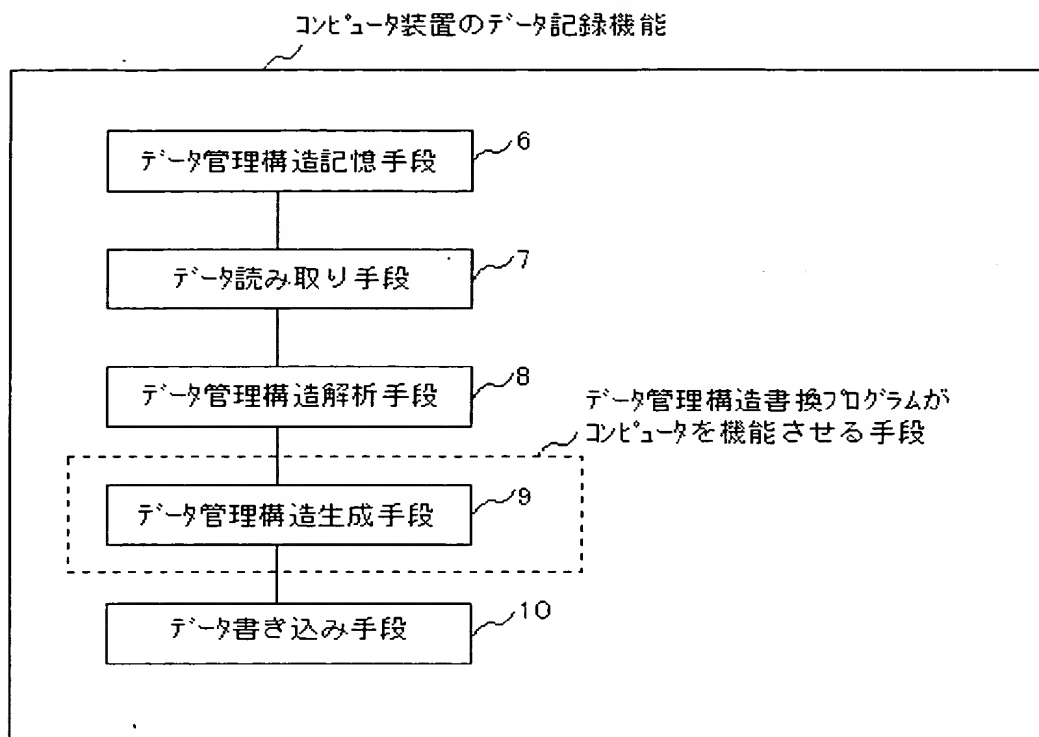 コンピュータ装置のデータ記録機能
データ管理構造記憶手段
6
データ読み取り手段
7
データ管理構造解析手段
8
データ管理構造書換プログラムが
コンピュータを機能させる手段
データ管理構造生成手段
9
データ書き込み手段
10